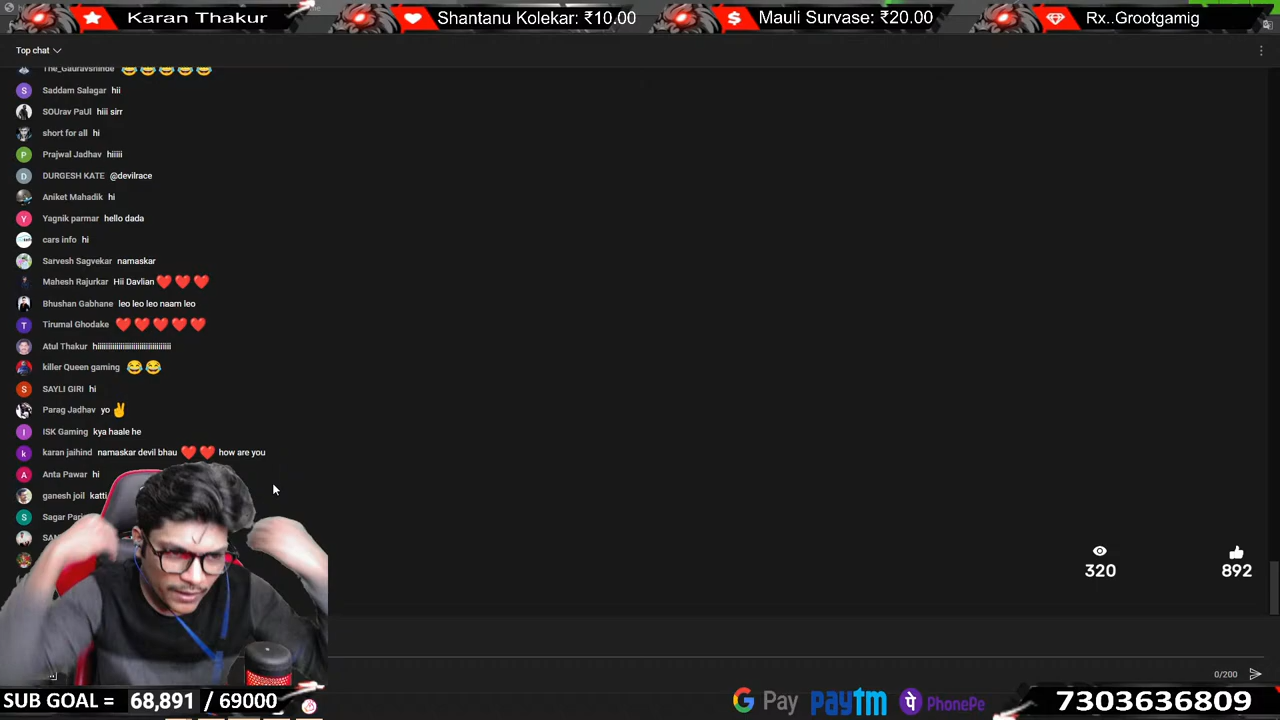 Karan Thakur
Shantanu Kolekar: ₹10.00
Mauli Survase: ₹20.00
Rx..Grootgamig
Top chat
The_Gauravshinde 😂😂😂😂😂
Saddam Salagar hii
SOUrav PaUl hiii sirr
short for all hi
Prajwal Jadhav hiiiii
DURGESH KATE @devilrace
Aniket Mahadik hi
Yagnik parmar hello dada
cars info hi
Sarvesh Sagvekar namaskar
Mahesh Rajurkar Hii Davlian ❤️❤️❤️
Bhushan Gabhane leo leo leo naam leo
Tirumal Ghodake ❤️❤️❤️❤️❤️
Atul Thakur hiiiiiiiiiiiiiiiiiiiiiiiiiiiiiiiiii
killer Queen gaming 😂😂
SAYLI GIRI hi
Parag Jadhav yo ✌️
ISK Gaming kya haale he
karan jaihind namaskar devil bhau ❤️❤️ how are you
Anta Pawar hi
ganesh joil katti
Sagar
320
892
0/200
SUB GOAL = 68,891 / 69000
G Pay paytm PhonePe
7303636809